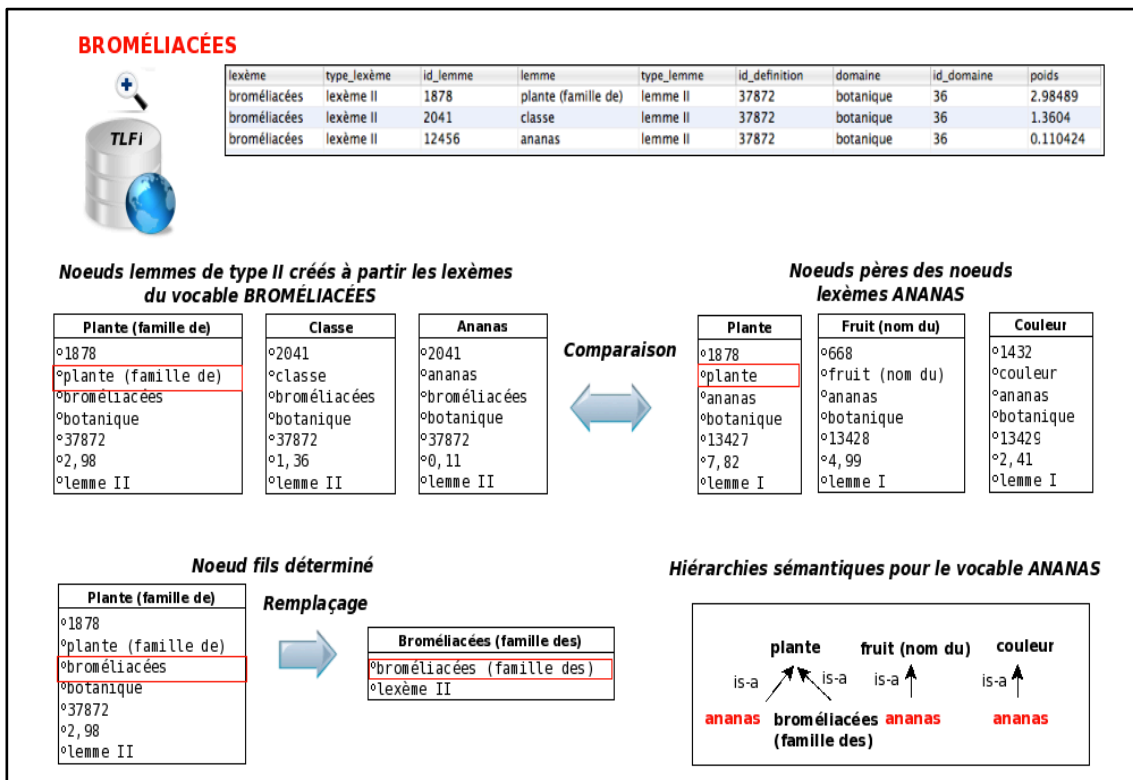 BROMÉLIACÉES
TLFi
lexème type_lexème id_lemme lemme type_lemme id_definition domaine id_domaine poids
broméliacées lexème II 1878 plante (famille de) lemme II 37872 botanique 36 2.98489
broméliacées lexème II 2041 classe lemme II 37872 botanique 36 1.3604
broméliacées lexème II 12456 ananas lemme II 37872 botanique 36 0.110424
Noeuds lemmes de type II créés à partir les lexèmes
du vocable BROMÉLIACÉES
Plante (famille de)
°1878
°plante (famille de)
°broméliacées
°botanique
°37872
°2,98
°lemme II
Classe
°2041
°classe
°broméliacées
°botanique
°37872
°1,36
°lemme II
Ananas
°2041
°ananas
°broméliacées
°botanique
°37872
°0,11
°lemme II
Comparaison
Noeuds pères des noeuds
lexèmes ANANAS
Plante
°1878
°plante
°ananas
°botanique
°13427
°7,82
°lemme I
Fruit (nom du)
°668
°fruit (nom du)
°ananas
°botanique
°13428
°4,99
°lemme I
Couleur
°1432
°couleur
°ananas
°botanique
°13429
°2,41
°lemme I
Noeud fils déterminé
Plante (famille de)
°1878
°plante (famille de)
°broméliacées
°botanique
°37872
°2,98
°lemme II
Remplaçage
Broméliacées (famille des)
°broméliacées (famille des)
°lexème II
Hiérarchies sémantiques pour le vocable ANANAS
plante fruit (nom du) couleur
is-a is-a is-a is-a
ananas broméliacées ananas ananas
(famille des)